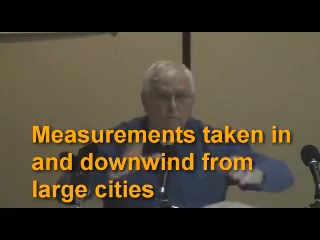 Measurements taken in
and downwind from
large cities